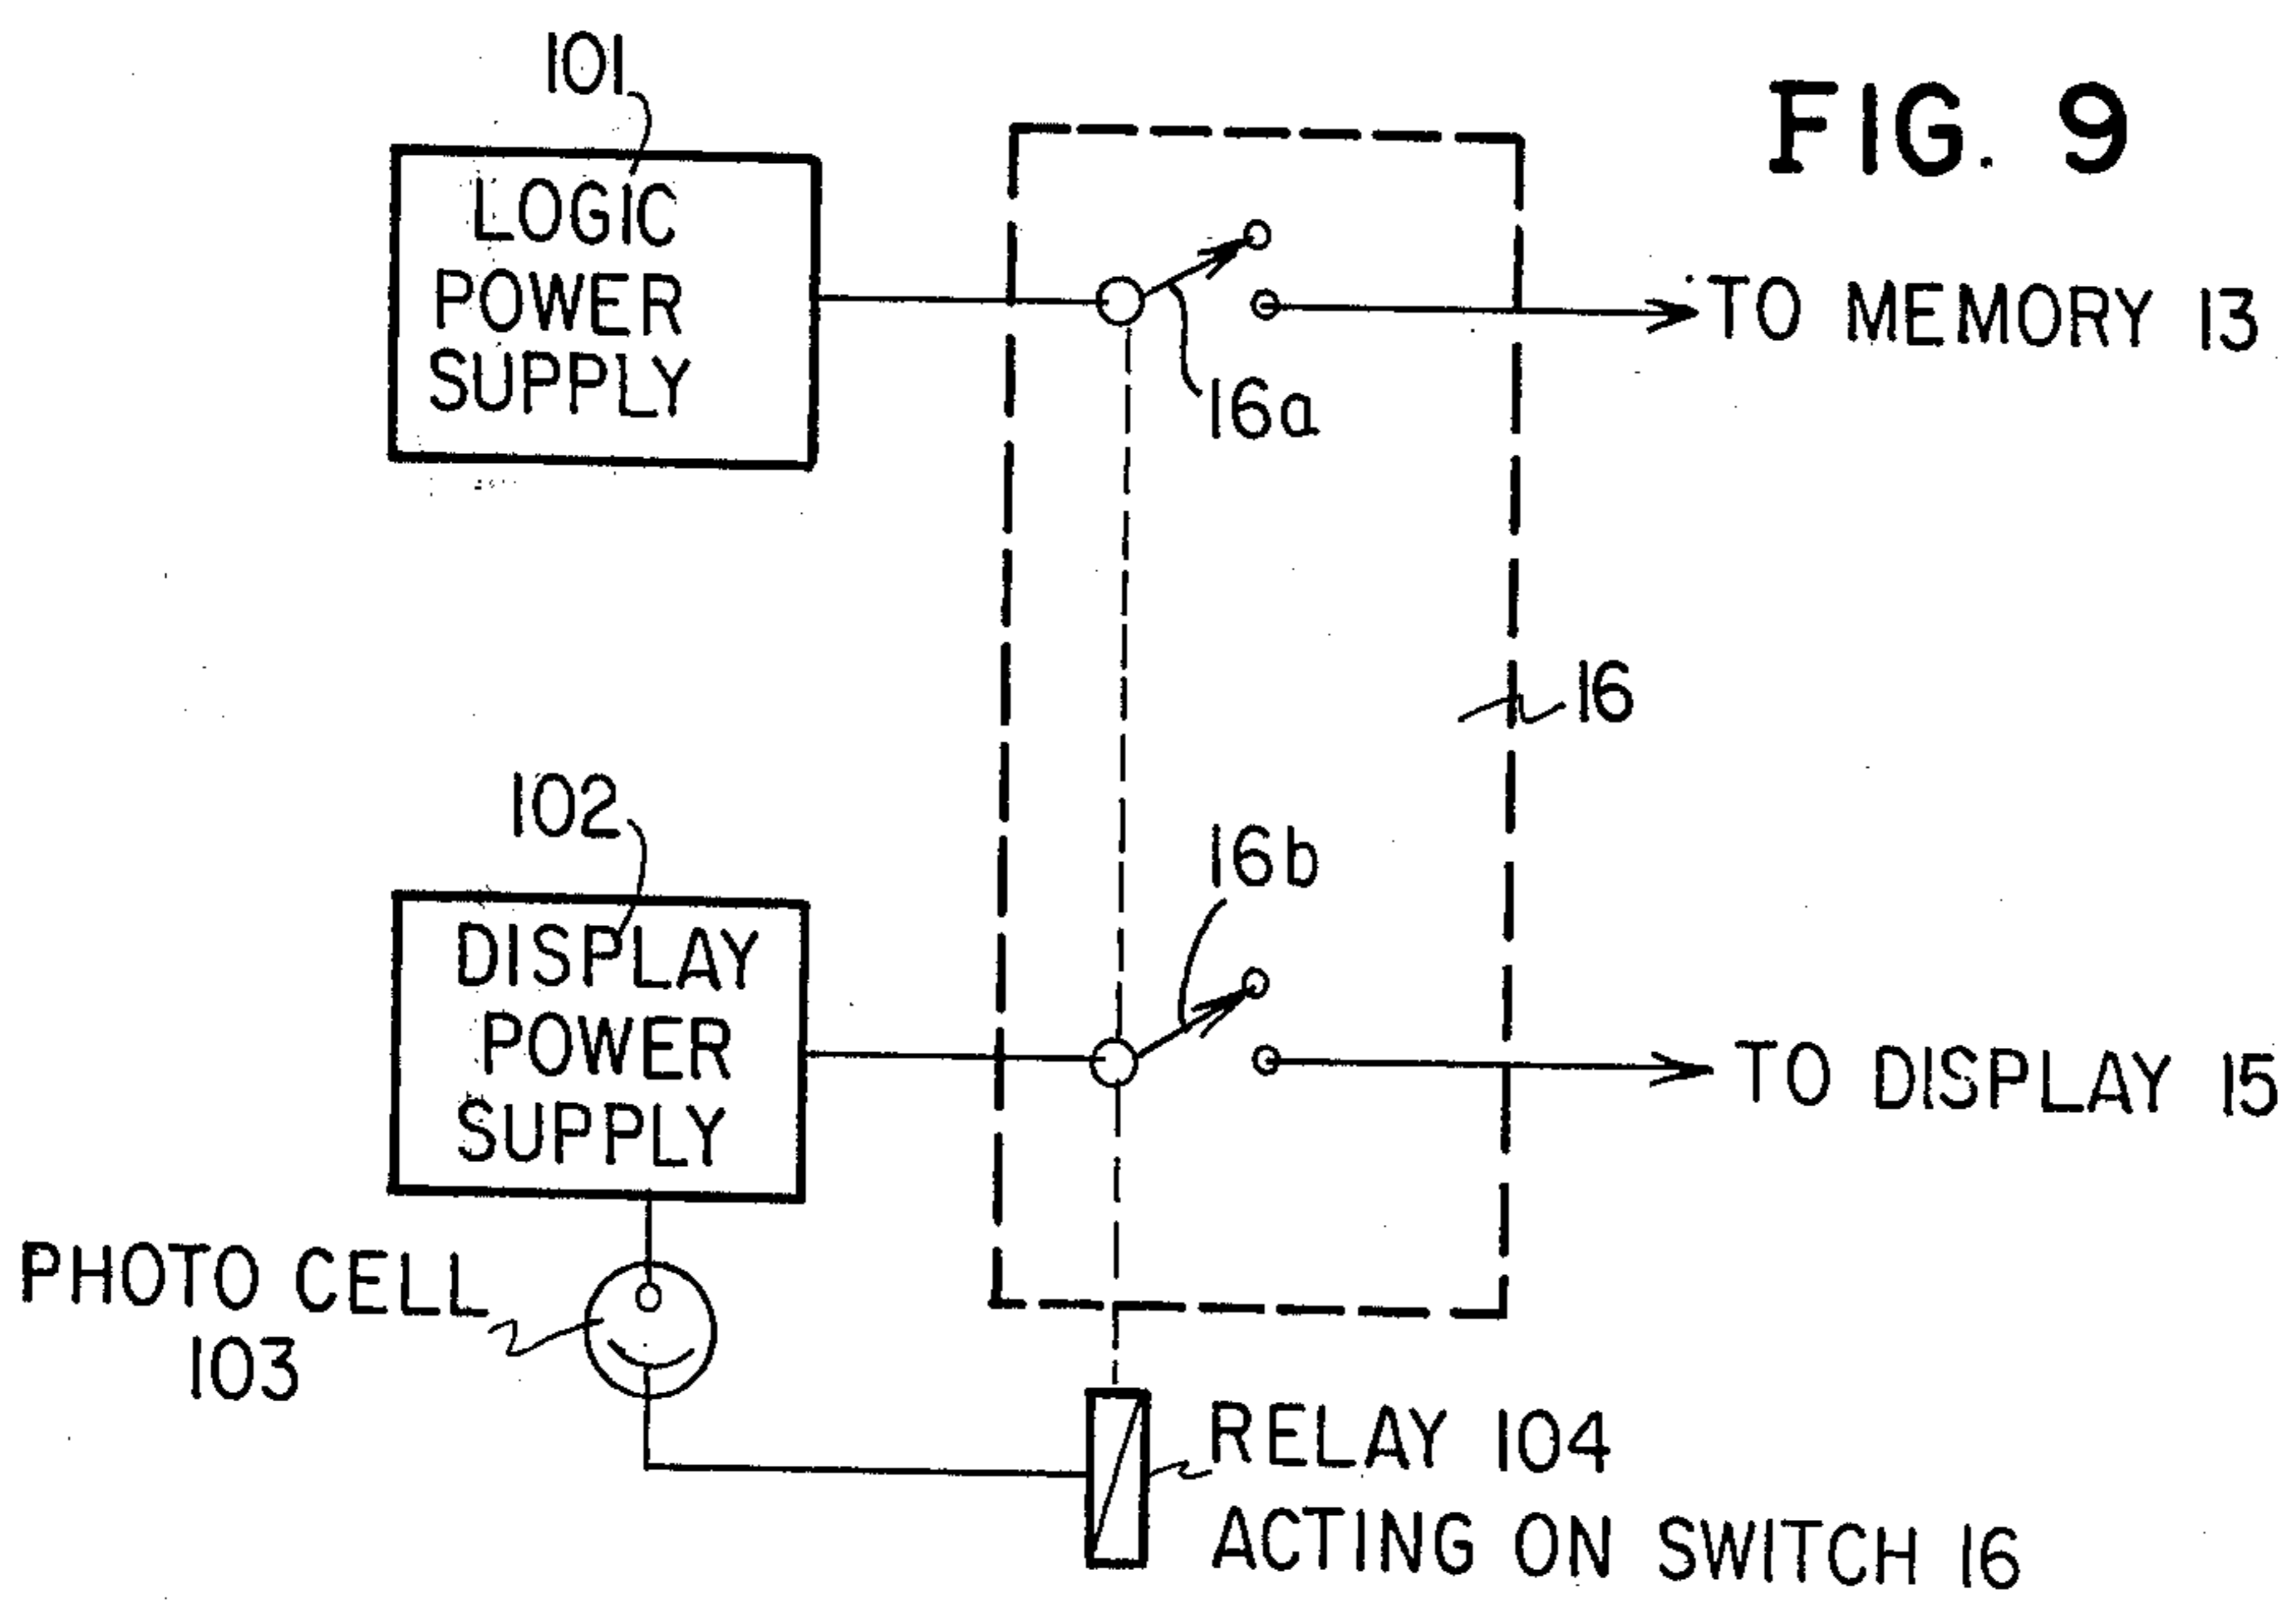 FIG. 9
101
LOGIC
POWER
SUPPLY
16a
TO MEMORY 13
16
102
DISPLAY
POWER
SUPPLY
16b
TO DISPLAY 15
PHOTO CELL
103
RELAY 104
ACTING ON SWITCH 16